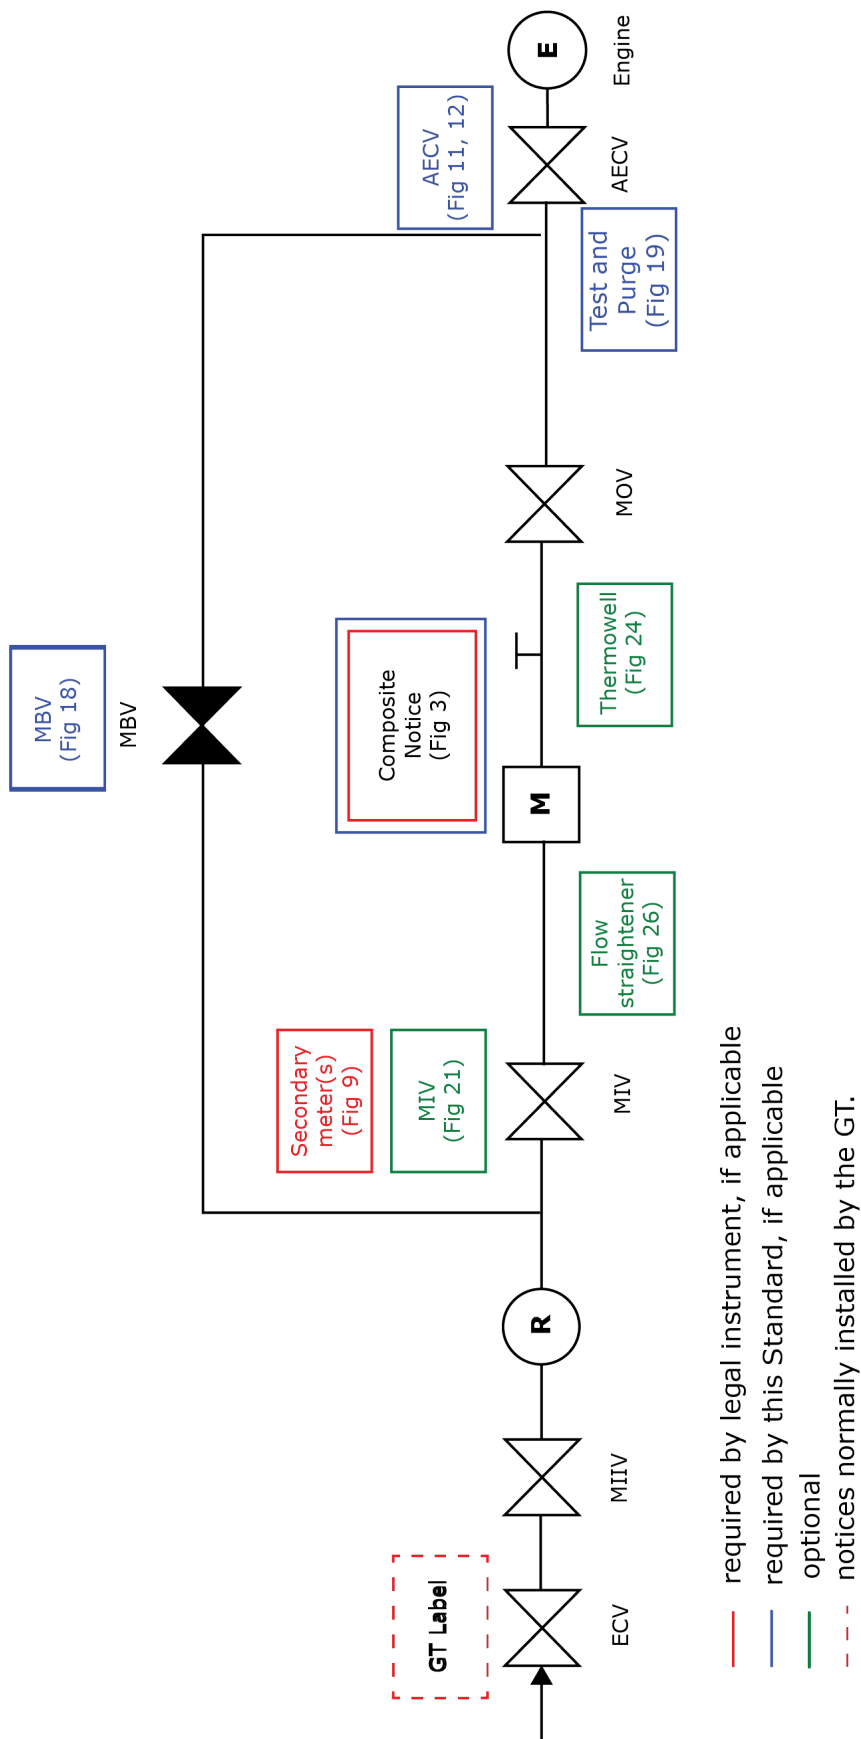 MBV
(Fig 18)
MBV
GT Label
Secondary
meter(s)
(Fig 9)
MIV
(Fig 21)
Composite
Notice
(Fig 3)
AECV
(Fig 11, 12)
R
M
E
ECV
MIIV
MIV
MOV
AECV
Engine
Flow
straightener
(Fig 26)
Thermowell
(Fig 24)
Test and
Purge
(Fig 19)
required by legal instrument, if applicable
required by this Standard, if applicable
optional
notices normally installed by the GT.